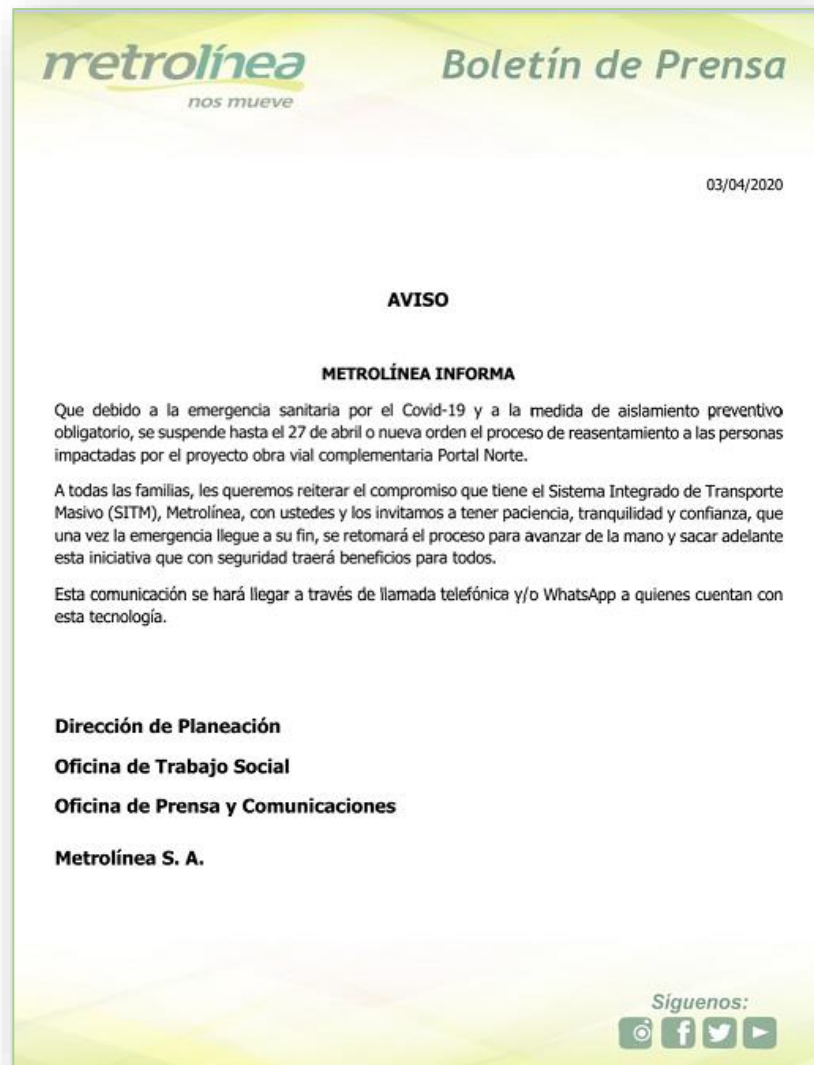 metrolínea
nos mueve
Boletín de Prensa
03/04/2020
AVISO
METROLÍNEA INFORMA
Que debido a la emergencia sanitaria por el Covid-19 y a la medida de aislamiento preventivo
obligatorio, se suspende hasta el 27 de abril o nueva orden el proceso de reasentamiento a las personas
impactadas por el proyecto obra vial complementaria Portal Norte.
A todas las familias, les queremos reiterar el compromiso que tiene el Sistema Integrado de Transporte
Masivo (SITM), Metrolínea, con ustedes y los invitamos a tener paciencia, tranquilidad y confianza, que
una vez la emergencia llegue a su fin, se retomará el proceso para avanzar de la mano y sacar adelante
esta iniciativa que con seguridad traerá beneficios para todos.
Esta comunicación se hará llegar a través de llamada telefónica y/o WhatsApp a quienes cuentan con
esta tecnología.
Dirección de Planeación
Oficina de Trabajo Social
Oficina de Prensa y Comunicaciones
Metrolínea S. A.
Síguenos: